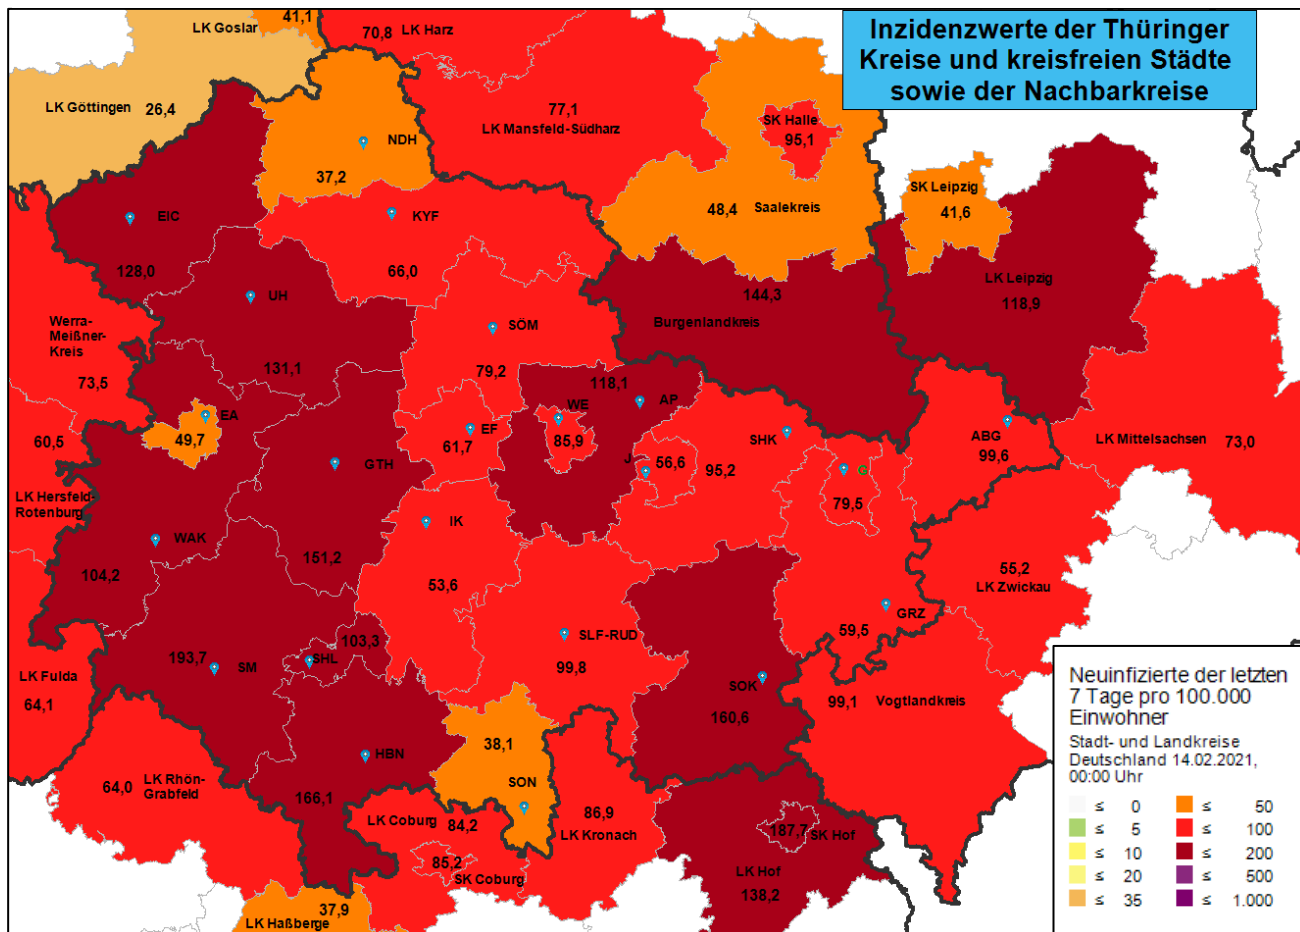 Inzidenzwerte der Thüringer
Kreise und kreisfreien Städte
sowie der Nachbarkreise
LK Goslar
41,1
70,8
LK Harz
LK Göttingen
26,4
77,1
LK Mansfeld-Südharz
SK Halle
95,1
NDH
37,2
SK Leipzig
41,6
48,4
Saalekreis
EIC
128,0
KYF
66,0
LK Leipzig
118,9
144,3
Burgenlandkreis
UH
131,1
SÖM
79,2
Werra-
Meißner-
Kreis
73,5
118,1
AP
WE
85,9
EA
49,7
EF
61,7
SHK
95,2
J
56,6
ABG
99,6
LK Mittelsachsen
73,0
60,5
GTH
151,2
G
79,5
LK Hersfeld-
Rotenburg
WAK
104,2
IK
53,6
55,2
LK Zwickau
GRZ
59,5
SLF-RUD
99,8
103,3
SHL
193,7
SM
LK Fulda
64,1
SOK
160,6
99,1
Vogtlandkreis
38,1
SON
HBN
166,1
64,0
LK Rhön-
Grabfeld
LK Coburg
84,2
86,9
LK Kronach
85,2
SK Coburg
187,7
SK Hof
LK Hof
138,2
37,9
LK Haßberge
Neuinfizierte der letzten
7 Tage pro 100.000
Einwohner
Stadt- und Landkreise
Deutschland 14.02.2021,
00:00 Uhr
≤ 0 ≤ 50
≤ 5 ≤ 100
≤ 10 ≤ 200
≤ 20 ≤ 500
≤ 35 ≤ 1.000